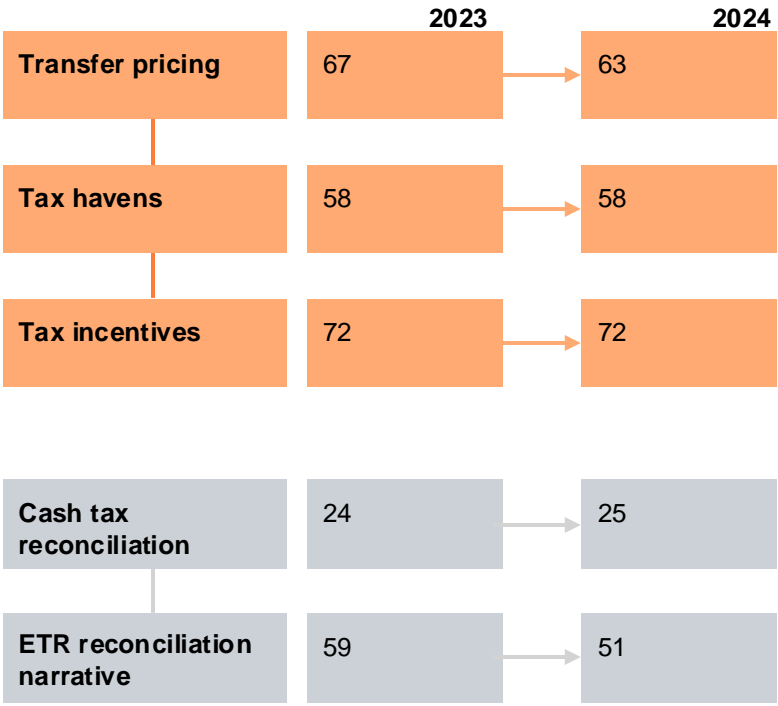 2023 2024
Transfer pricing 67 63
Tax havens 58 58
Tax incentives 72 72
Cash tax 24 25
reconciliation
ETR reconciliation 59 51
narrative